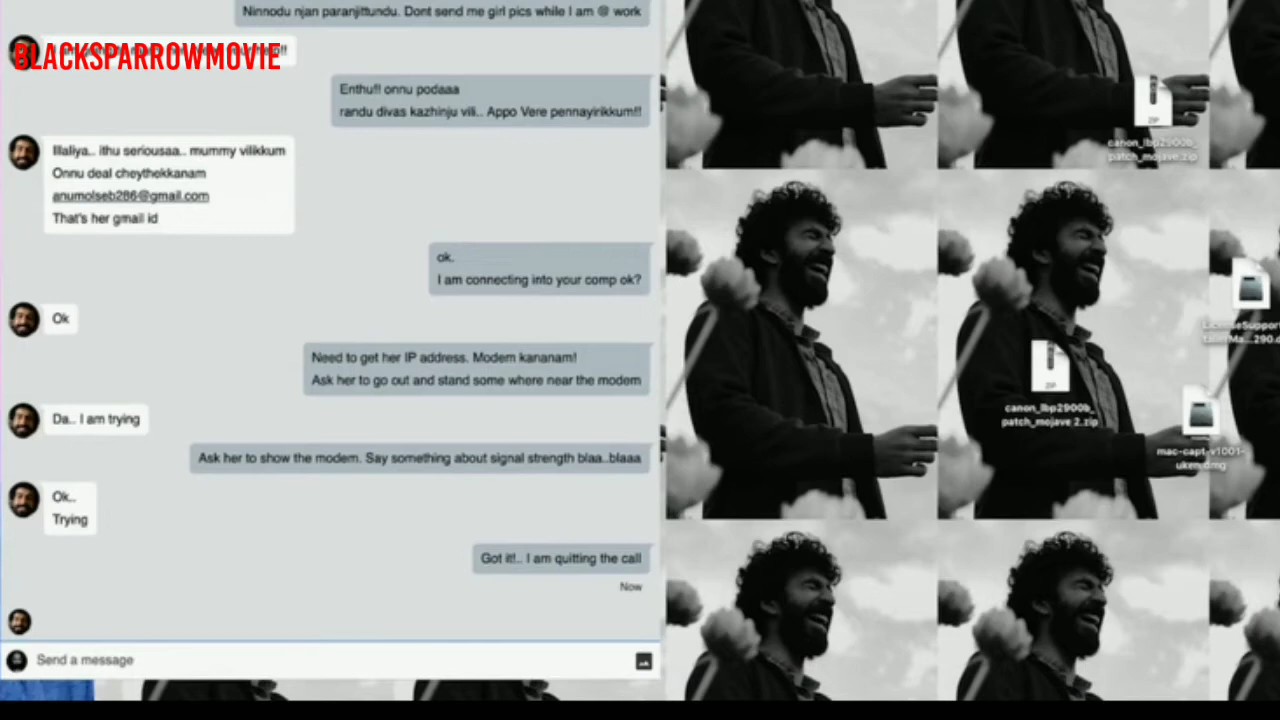 Ninnodu njan paranjittundu. Dont send me girl pics while I am @ work
BLACKSPARROWMOVIE
Enthu!! onnu podaaa
randu divas kazhinju vili.. Appo Vere pennayirikkum!!
Illaliya.. ithu seriousaa.. mummy vilikkum
Onnu deal cheythekkanam
anumolseb286@gmail.com
That's her gmail id
ok.
I am connecting into your comp ok?
Ok
Need to get her IP address. Modem kananam!
Ask her to go out and stand some where near the modem
Da.. I am trying
Ask her to show the modem. Say something about signal strength blaa..blaaa
Ok..
Trying
Got it!.. I am quitting the call
Now
Send a message
ZIP
canon_lbp2900b_
patch_mojave.zip
ZIP
canon_lbp2900b_
patch_mojave 2.zip
mac-capt-v1001-
uken.dmg